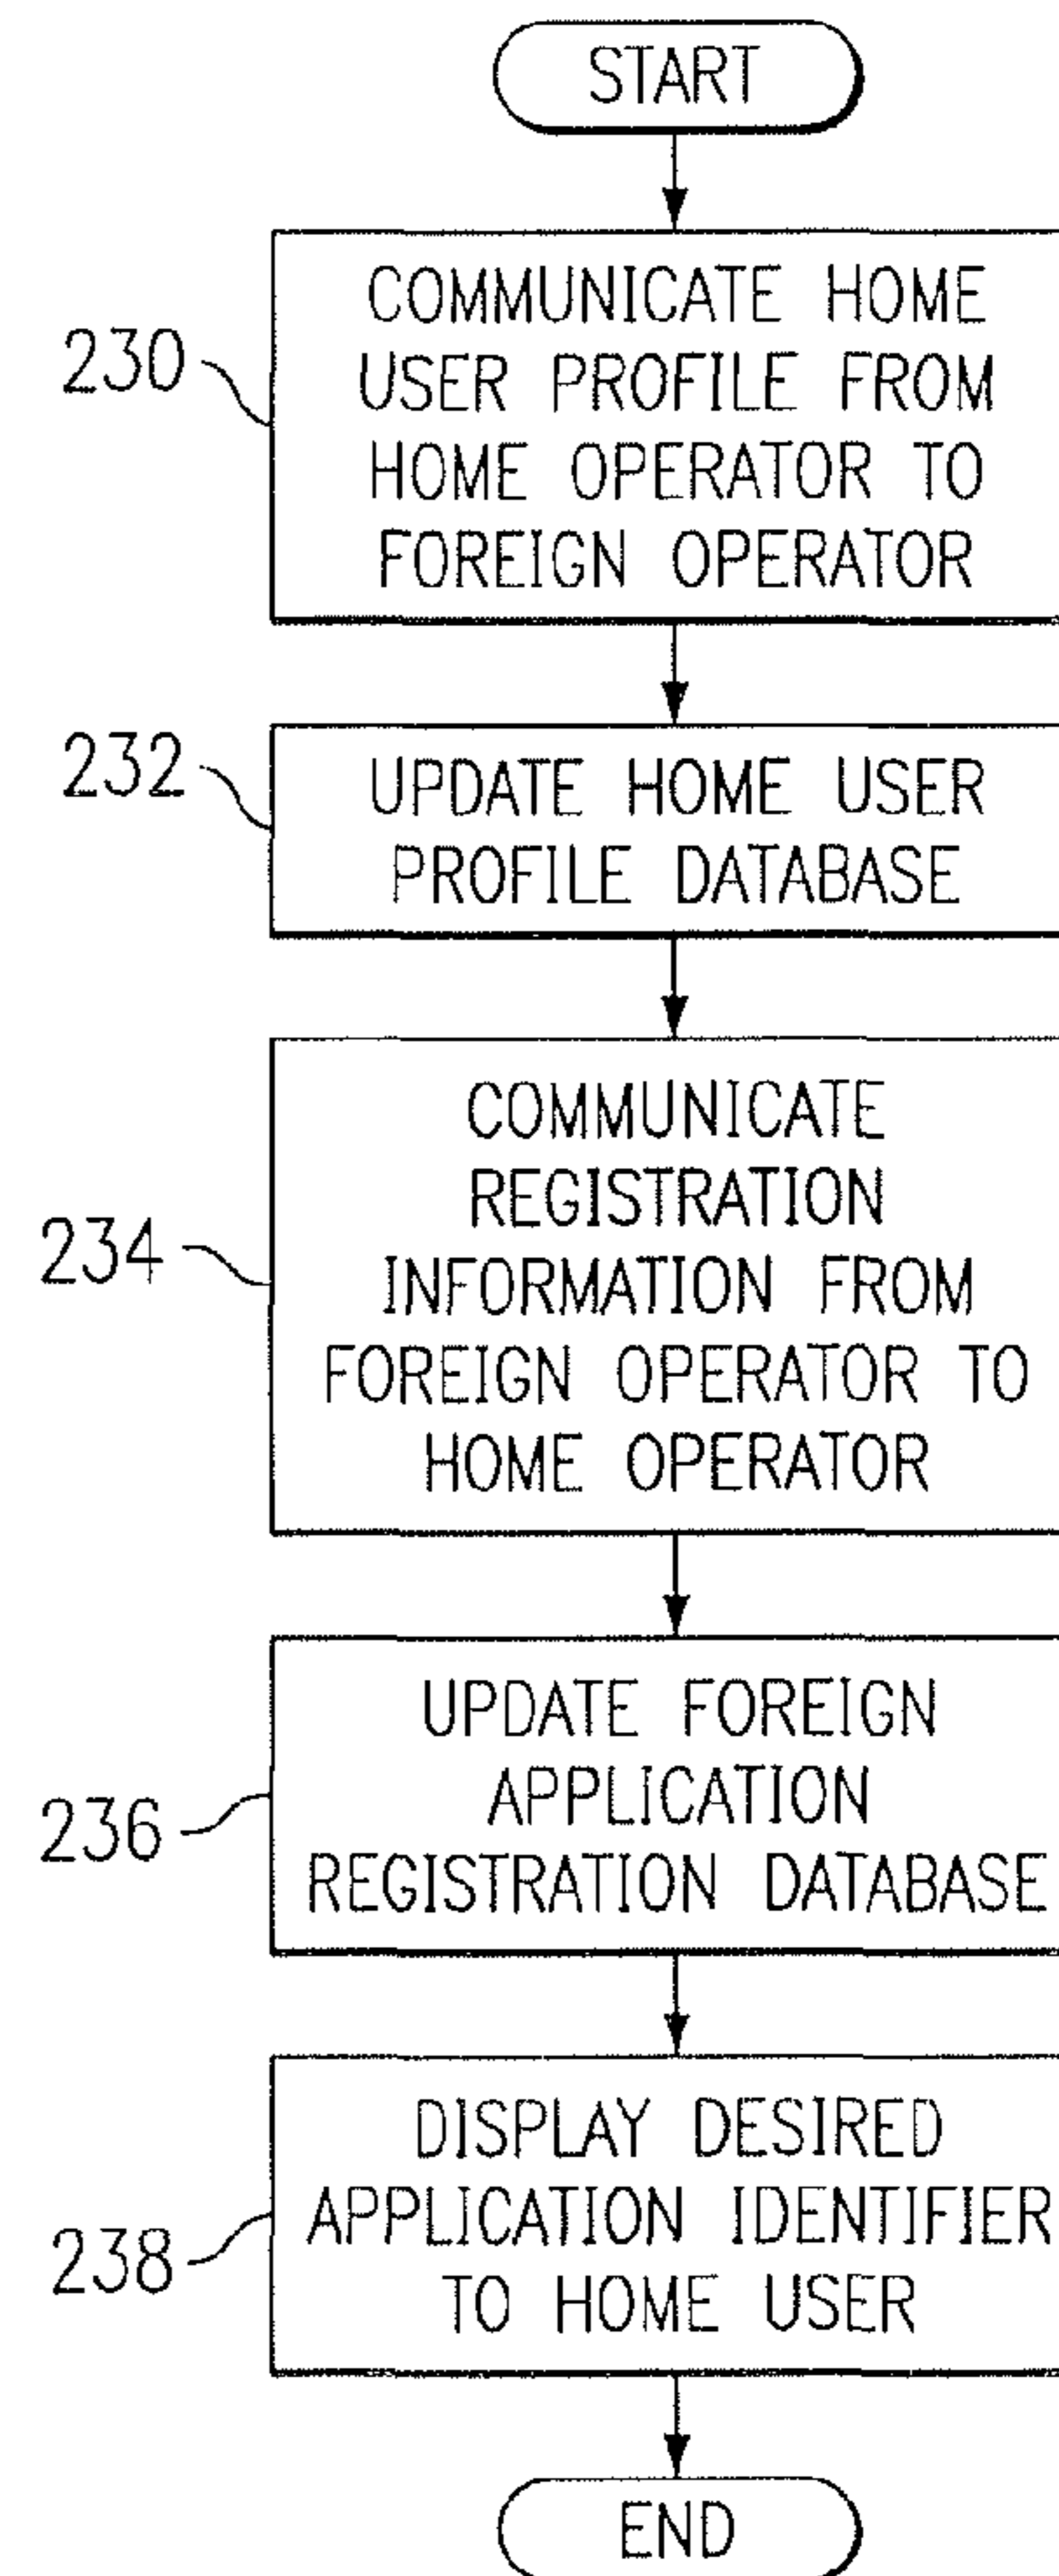 START
230
COMMUNICATE HOME
USER PROFILE FROM
HOME OPERATOR TO
FOREIGN OPERATOR
232
UPDATE HOME USER
PROFILE DATABASE
234
COMMUNICATE
REGISTRATION
INFORMATION FROM
FOREIGN OPERATOR TO
HOME OPERATOR
236
UPDATE FOREIGN
APPLICATION
REGISTRATION DATABASE
238
DISPLAY DESIRED
APPLICATION IDENTIFIER
TO HOME USER
END